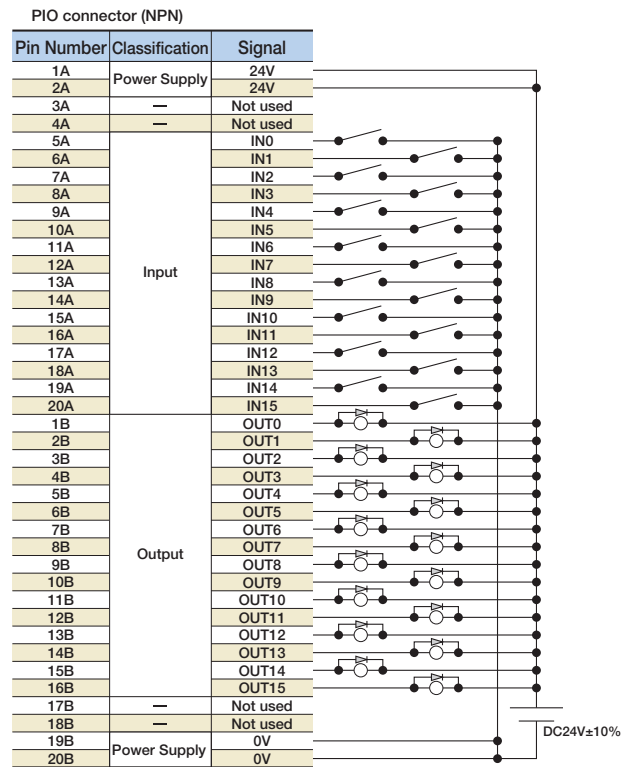 PIO connector (NPN)
Pin Number Classification Signal
1A Power Supply 24V
2A 24V
3A — Not used
4A — Not used
5A Input IN0
6A IN1
7A IN2
8A IN3
9A IN4
10A IN5
11A IN6
12A IN7
13A IN8
14A IN9
15A IN10
16A IN11
17A IN12
18A IN13
19A IN14
20A IN15
1B Output OUT0
2B OUT1
3B OUT2
4B OUT3
5B OUT4
6B OUT5
7B OUT6
8B OUT7
9B OUT8
10B OUT9
11B OUT10
12B OUT11
13B OUT12
14B OUT13
15B OUT14
16B OUT15
17B — Not used
18B — Not used
19B Power Supply 0V
20B 0V
DC24V±10%